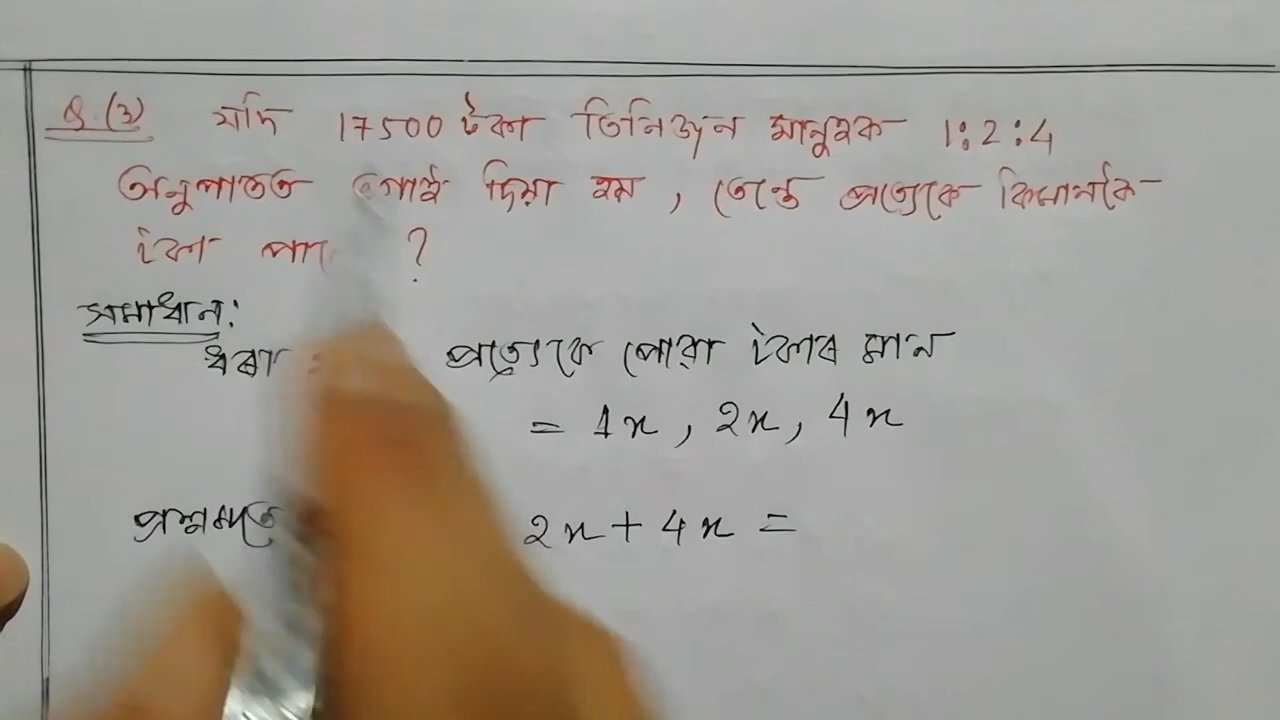 Q.(3) যদি 17500 টকা তিনিজন মানুহক 1:2:4
অনুপাতত ভগাই দিয়া হয়, তেন্তে প্ৰত্যেকে কিমানকৈ
টকা ?
সমাধান:
ধৰা প্ৰত্যেকে পোৱা টকাৰ মান
= 1x, 2x, 4x
প্ৰশ্নমতে 2x + 4x =